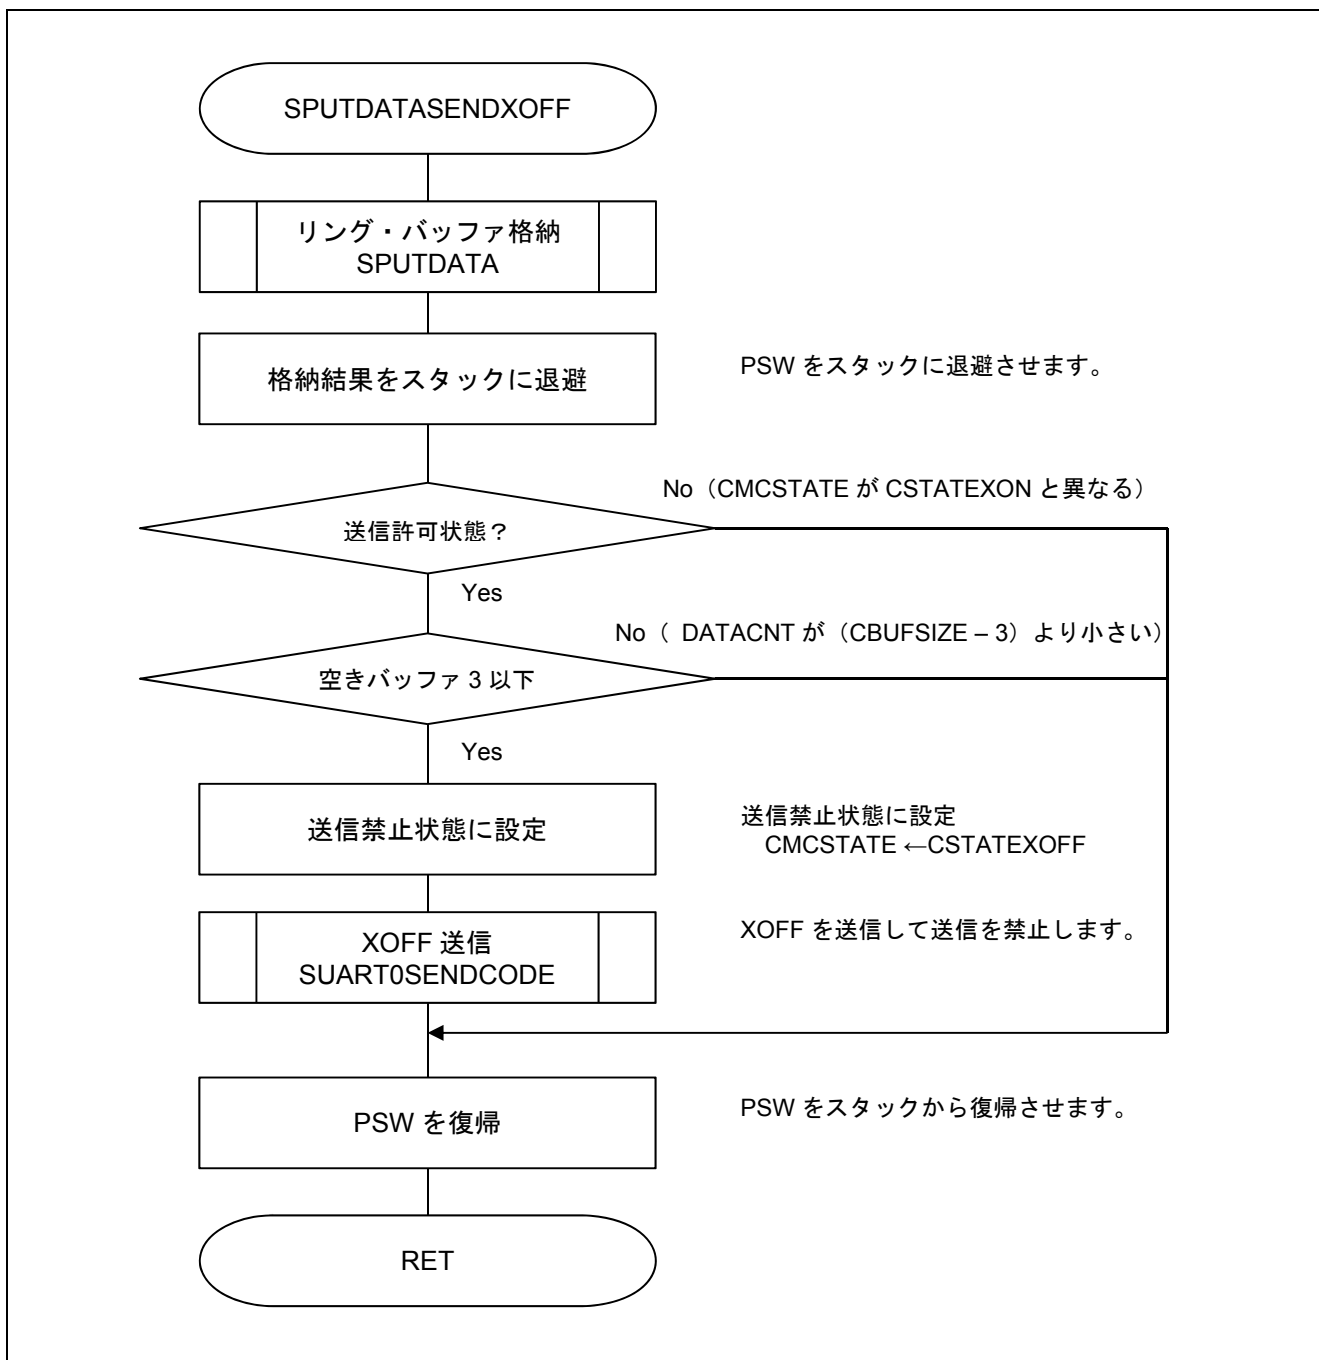 SPUTDATASENDXOFF
リング・バッファ格納
SPUTDATA
格納結果をスタックに退避
PSW をスタックに退避させます。
No（CMCSTATE が CSTATEXON と異なる）
送信許可状態？
Yes
No（ DATACNT が（CBUFSIZE – 3）より小さい）
空きバッファ 3 以下
Yes
送信禁止状態に設定
送信禁止状態に設定
CMCSTATE ←CSTATEXOFF
XOFF 送信
SUART0SENDCODE
XOFF を送信して送信を禁止します。
PSW を復帰
PSW をスタックから復帰させます。
RET